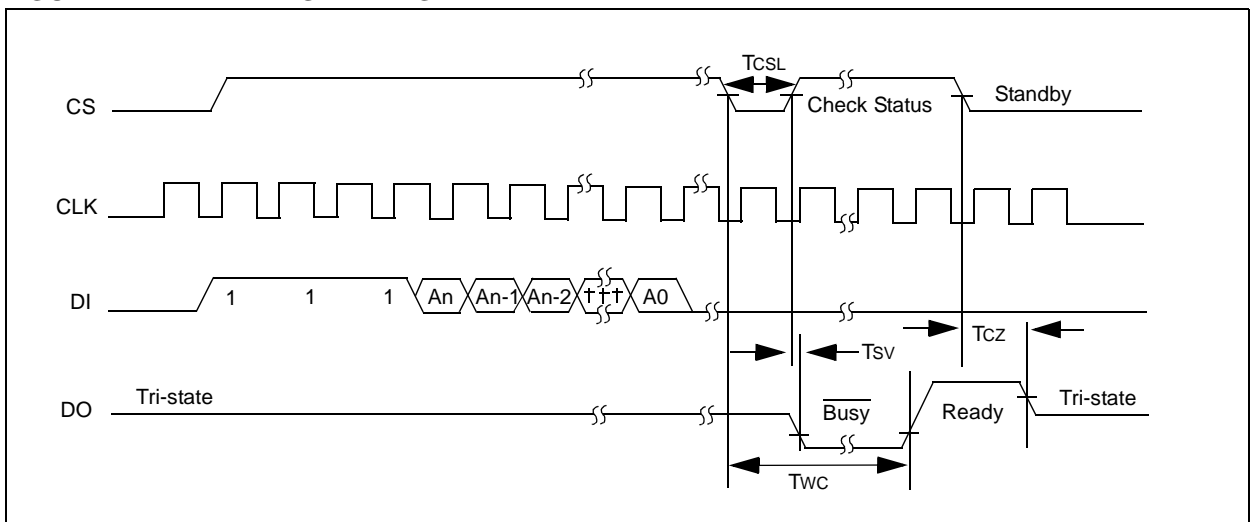 TCSL
CS
Check Status
Standby
CLK
DI
1 1 1 An An-1 An-2 ††† A0
TCZ
TSV
DO
Tri-state
Busy
Ready
Tri-state
TWC